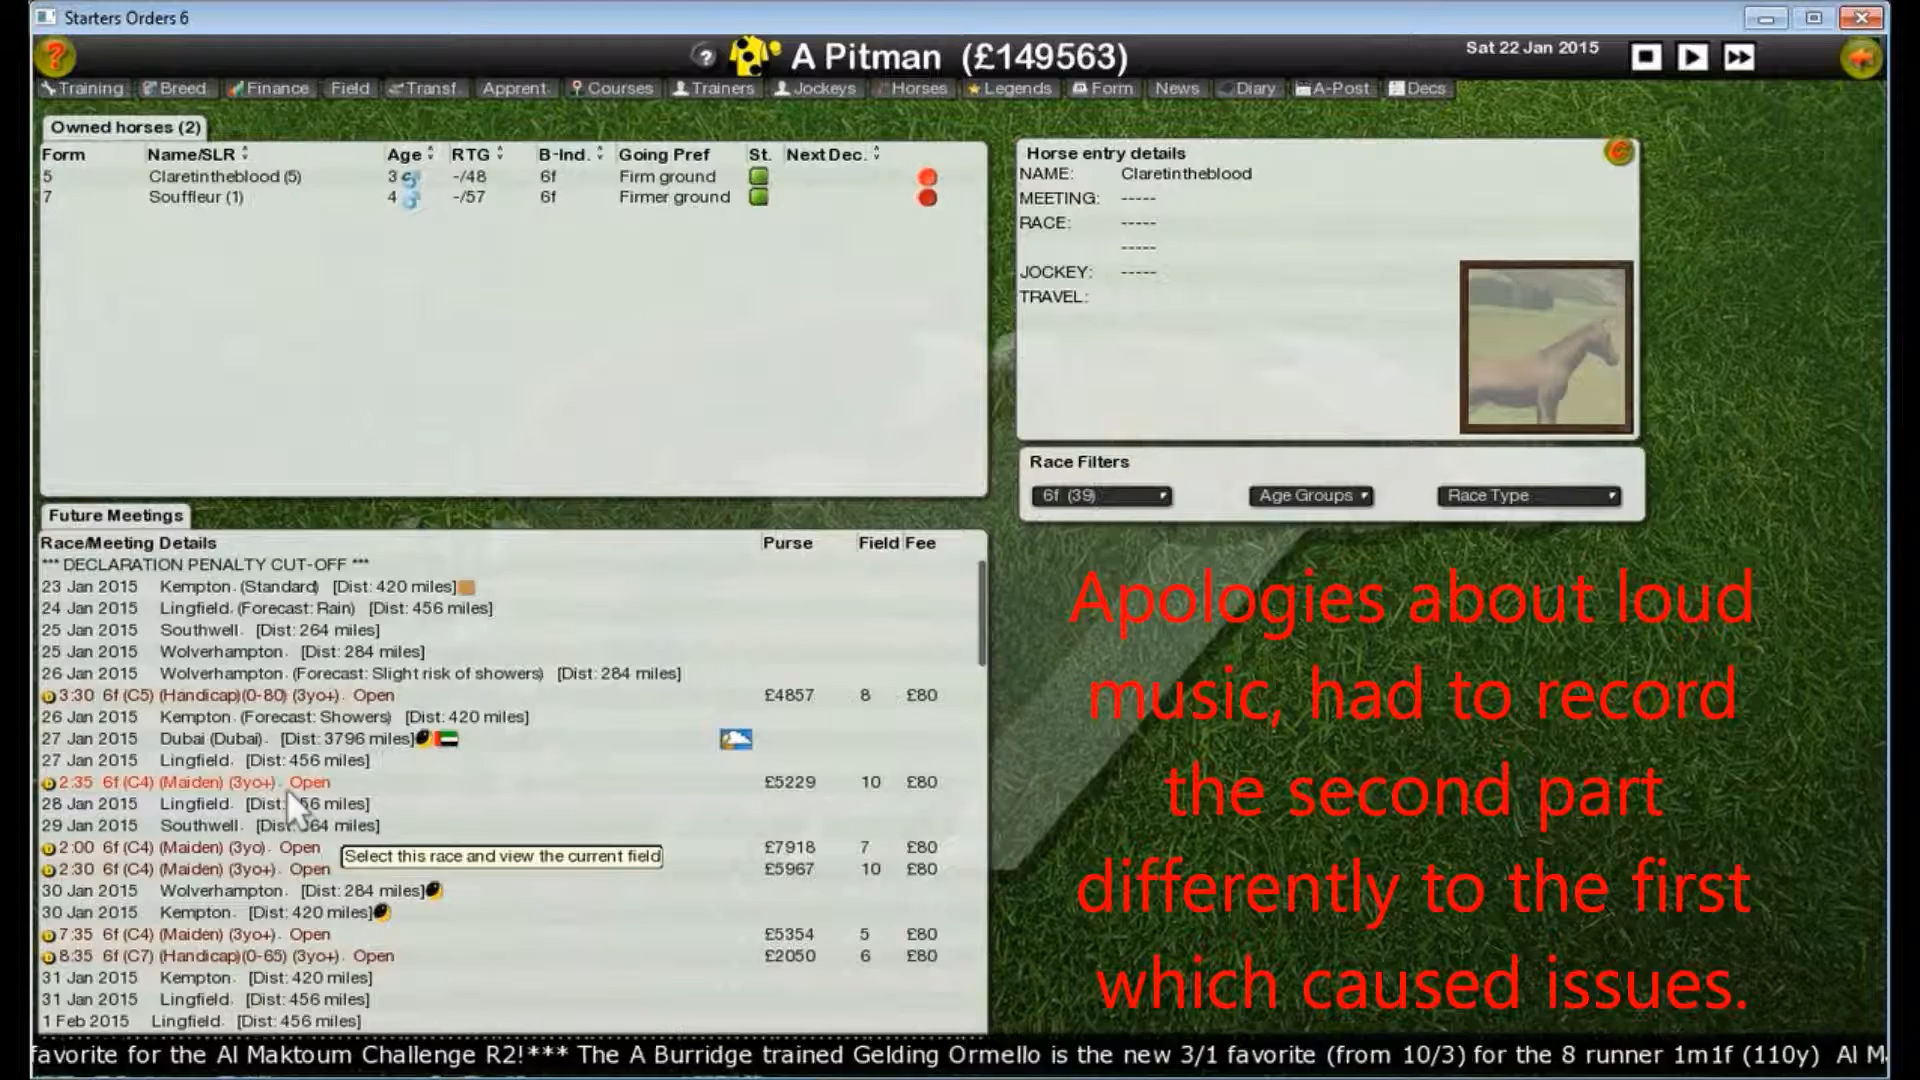 Starters Orders 6
A Pitman (£149563)
Sat 22 Jan 2015
Training Breed Finance Field Transf. Apprent. Courses Trainers Jockeys Horses Legends Form News Diary A-Post Decs
Owned horses (2)
Form Name/SLR Age RTG B-Ind. Going Pref St. Next Dec.
5 Claretintheblood (5) 3 -/48 6f Firm ground
7 Souffleur (1) 4 -/57 6f Firmer ground
Horse entry details
NAME: Claretintheblood
MEETING: -----
RACE: -----
-----
JOCKEY: -----
TRAVEL:
Race Filters
6f (39) Age Groups Race Type
Future Meetings
Race/Meeting Details Purse Field Fee
*** DECLARATION PENALTY CUT-OFF ***
23 Jan 2015 Kempton. (Standard) [Dist: 420 miles]
24 Jan 2015 Lingfield. (Forecast: Rain) [Dist: 456 miles]
25 Jan 2015 Southwell. [Dist: 264 miles]
25 Jan 2015 Wolverhampton. [Dist: 284 miles]
26 Jan 2015 Wolverhampton. (Forecast: Slight risk of showers) [Dist: 284 miles]
3:30 6f (C5) (Handicap)(0-80) (3yo+). Open £4857 8 £80
26 Jan 2015 Kempton. (Forecast: Showers) [Dist: 420 miles]
27 Jan 2015 Dubai (Dubai). [Dist: 3796 miles]
27 Jan 2015 Lingfield. [Dist: 456 miles]
2:35 6f (C4) (Maiden) (3yo+). Open £5229 10 £80
28 Jan 2015 Lingfield. [Dist: 56 miles]
29 Jan 2015 Southwell. [Dist: 64 miles]
2:00 6f (C4) (Maiden) (3yo). Open £7918 7 £80
Select this race and view the current field
2:30 6f (C4) (Maiden) (3yo+). Open £5967 10 £80
30 Jan 2015 Wolverhampton. [Dist: 284 miles]
30 Jan 2015 Kempton. [Dist: 420 miles]
7:35 6f (C4) (Maiden) (3yo+). Open £5354 5 £80
8:35 6f (C7) (Handicap)(0-65) (3yo+). Open £2050 6 £80
31 Jan 2015 Kempton. [Dist: 420 miles]
31 Jan 2015 Lingfield. [Dist: 456 miles]
1 Feb 2015 Lingfield. [Dist: 456 miles]
Apologies about loud
music, had to record
the second part
differently to the first
which caused issues.
favorite for the Al Maktoum Challenge R2!*** The A Burridge trained Gelding Ormello is the new 3/1 favorite (from 10/3) for the 8 runner 1m1f (110y) Al M